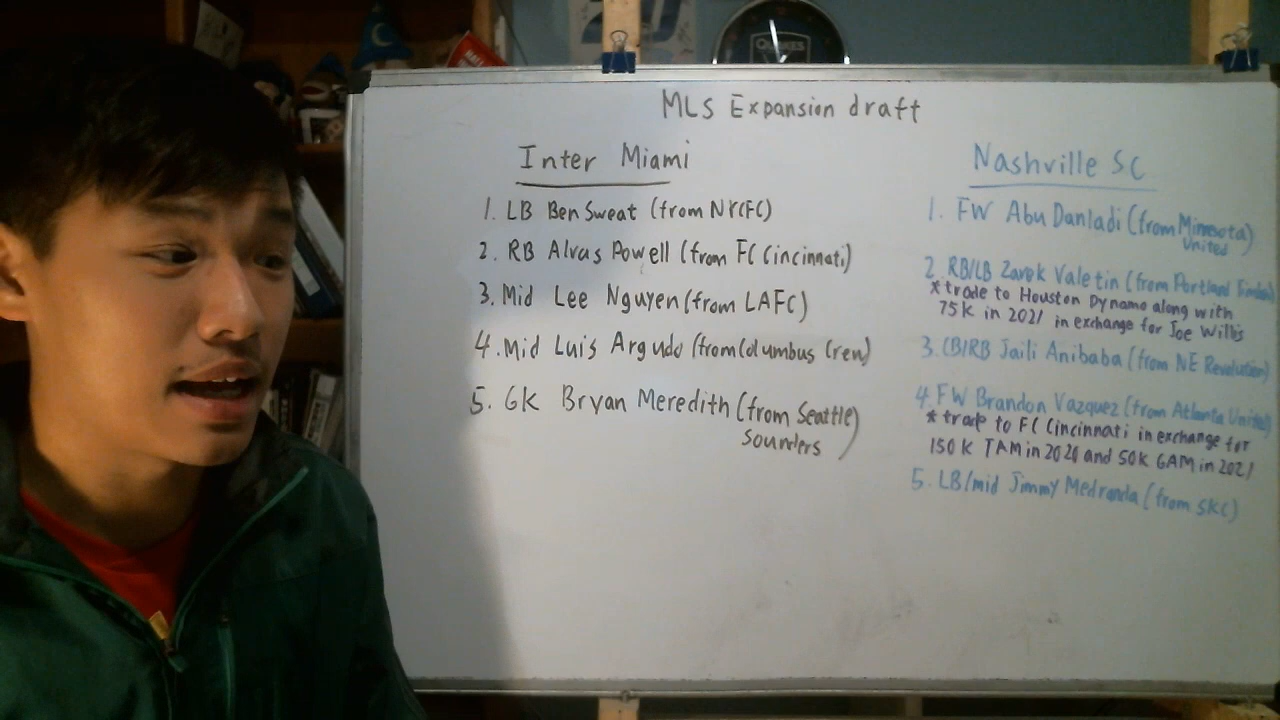 MLS Expansion draft
Inter Miami
1. LB Ben Sweat (from NYCFC)
2. RB Alvas Powell (from FC Cincinnati)
3. Mid Lee Nguyen (from LAFC)
4. Mid Luis Argudo (from Columbus Crew)
5. GK Bryan Meredith (from Seattle)
Sounders
Nashville SC
1. FW Abu Danladi (from Minnesota)
United
2. RB/LB Zarek Valetin (from Portland Timbers)
* trade to Houston Dynamo along with
75K in 2021 in exchange for Joe Willis
3. CB/RB Jaili Anibaba (from NE Revolution)
4. FW Brandon Vazquez (from Atlanta United)
* trade to FC Cincinnati in exchange for
150K TAM in 2020 and 50K GAM in 2021
5. LB/mid Jimmy Medranda (from SKC)